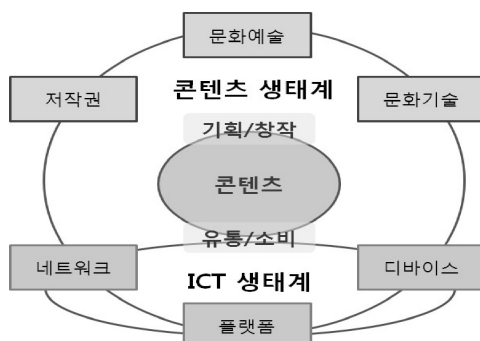 문화예술
저작권
콘텐츠 생태계
문화기술
기획/창작
콘텐츠
유통/소비
네트워크
ICT 생태계
디바이스
플랫폼